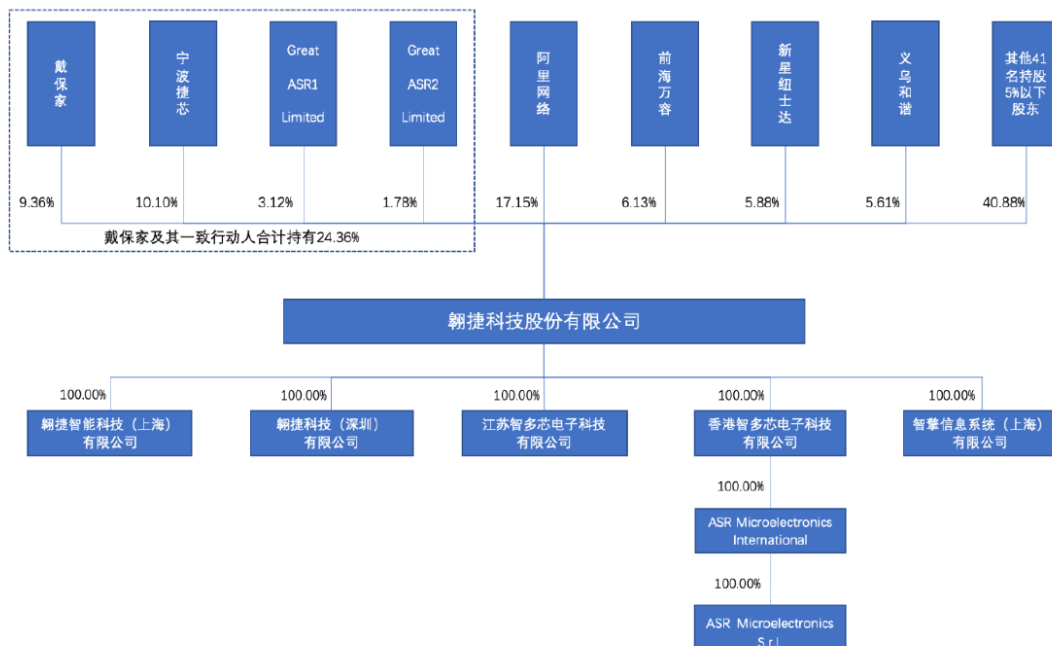 戴保家
宁波捷芯
Great
ASR1
Limited
Great
ASR2
Limited
阿里网络
前海万容
新星纽士达
义乌和谐
其他41
名持股
5%以下
股东
9.36%
10.10%
3.12%
1.78%
17.15%
6.13%
5.88%
5.61%
40.88%
戴保家及其一致行动人合计持有24.36%
翱捷科技股份有限公司
100.00%
100.00%
100.00%
100.00%
100.00%
翱捷智能科技（上海）
有限公司
翱捷科技（深圳）
有限公司
江苏智多芯电子科技
有限公司
香港智多芯电子科技
有限公司
智擎信息系统（上海）
有限公司
100.00%
ASR Microelectronics
International
100.00%
ASR Microelectronics
S.r.l.